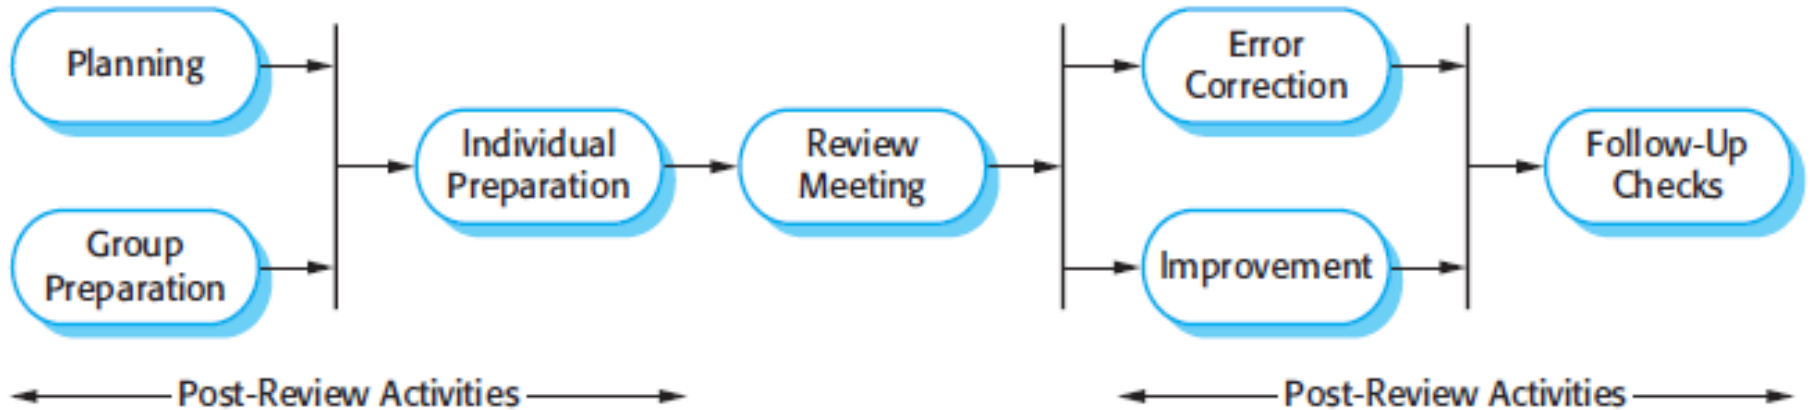 Planning
Group
Preparation
Individual
Preparation
Review
Meeting
Error
Correction
Improvement
Follow-Up
Checks
Post-Review Activities
Post-Review Activities